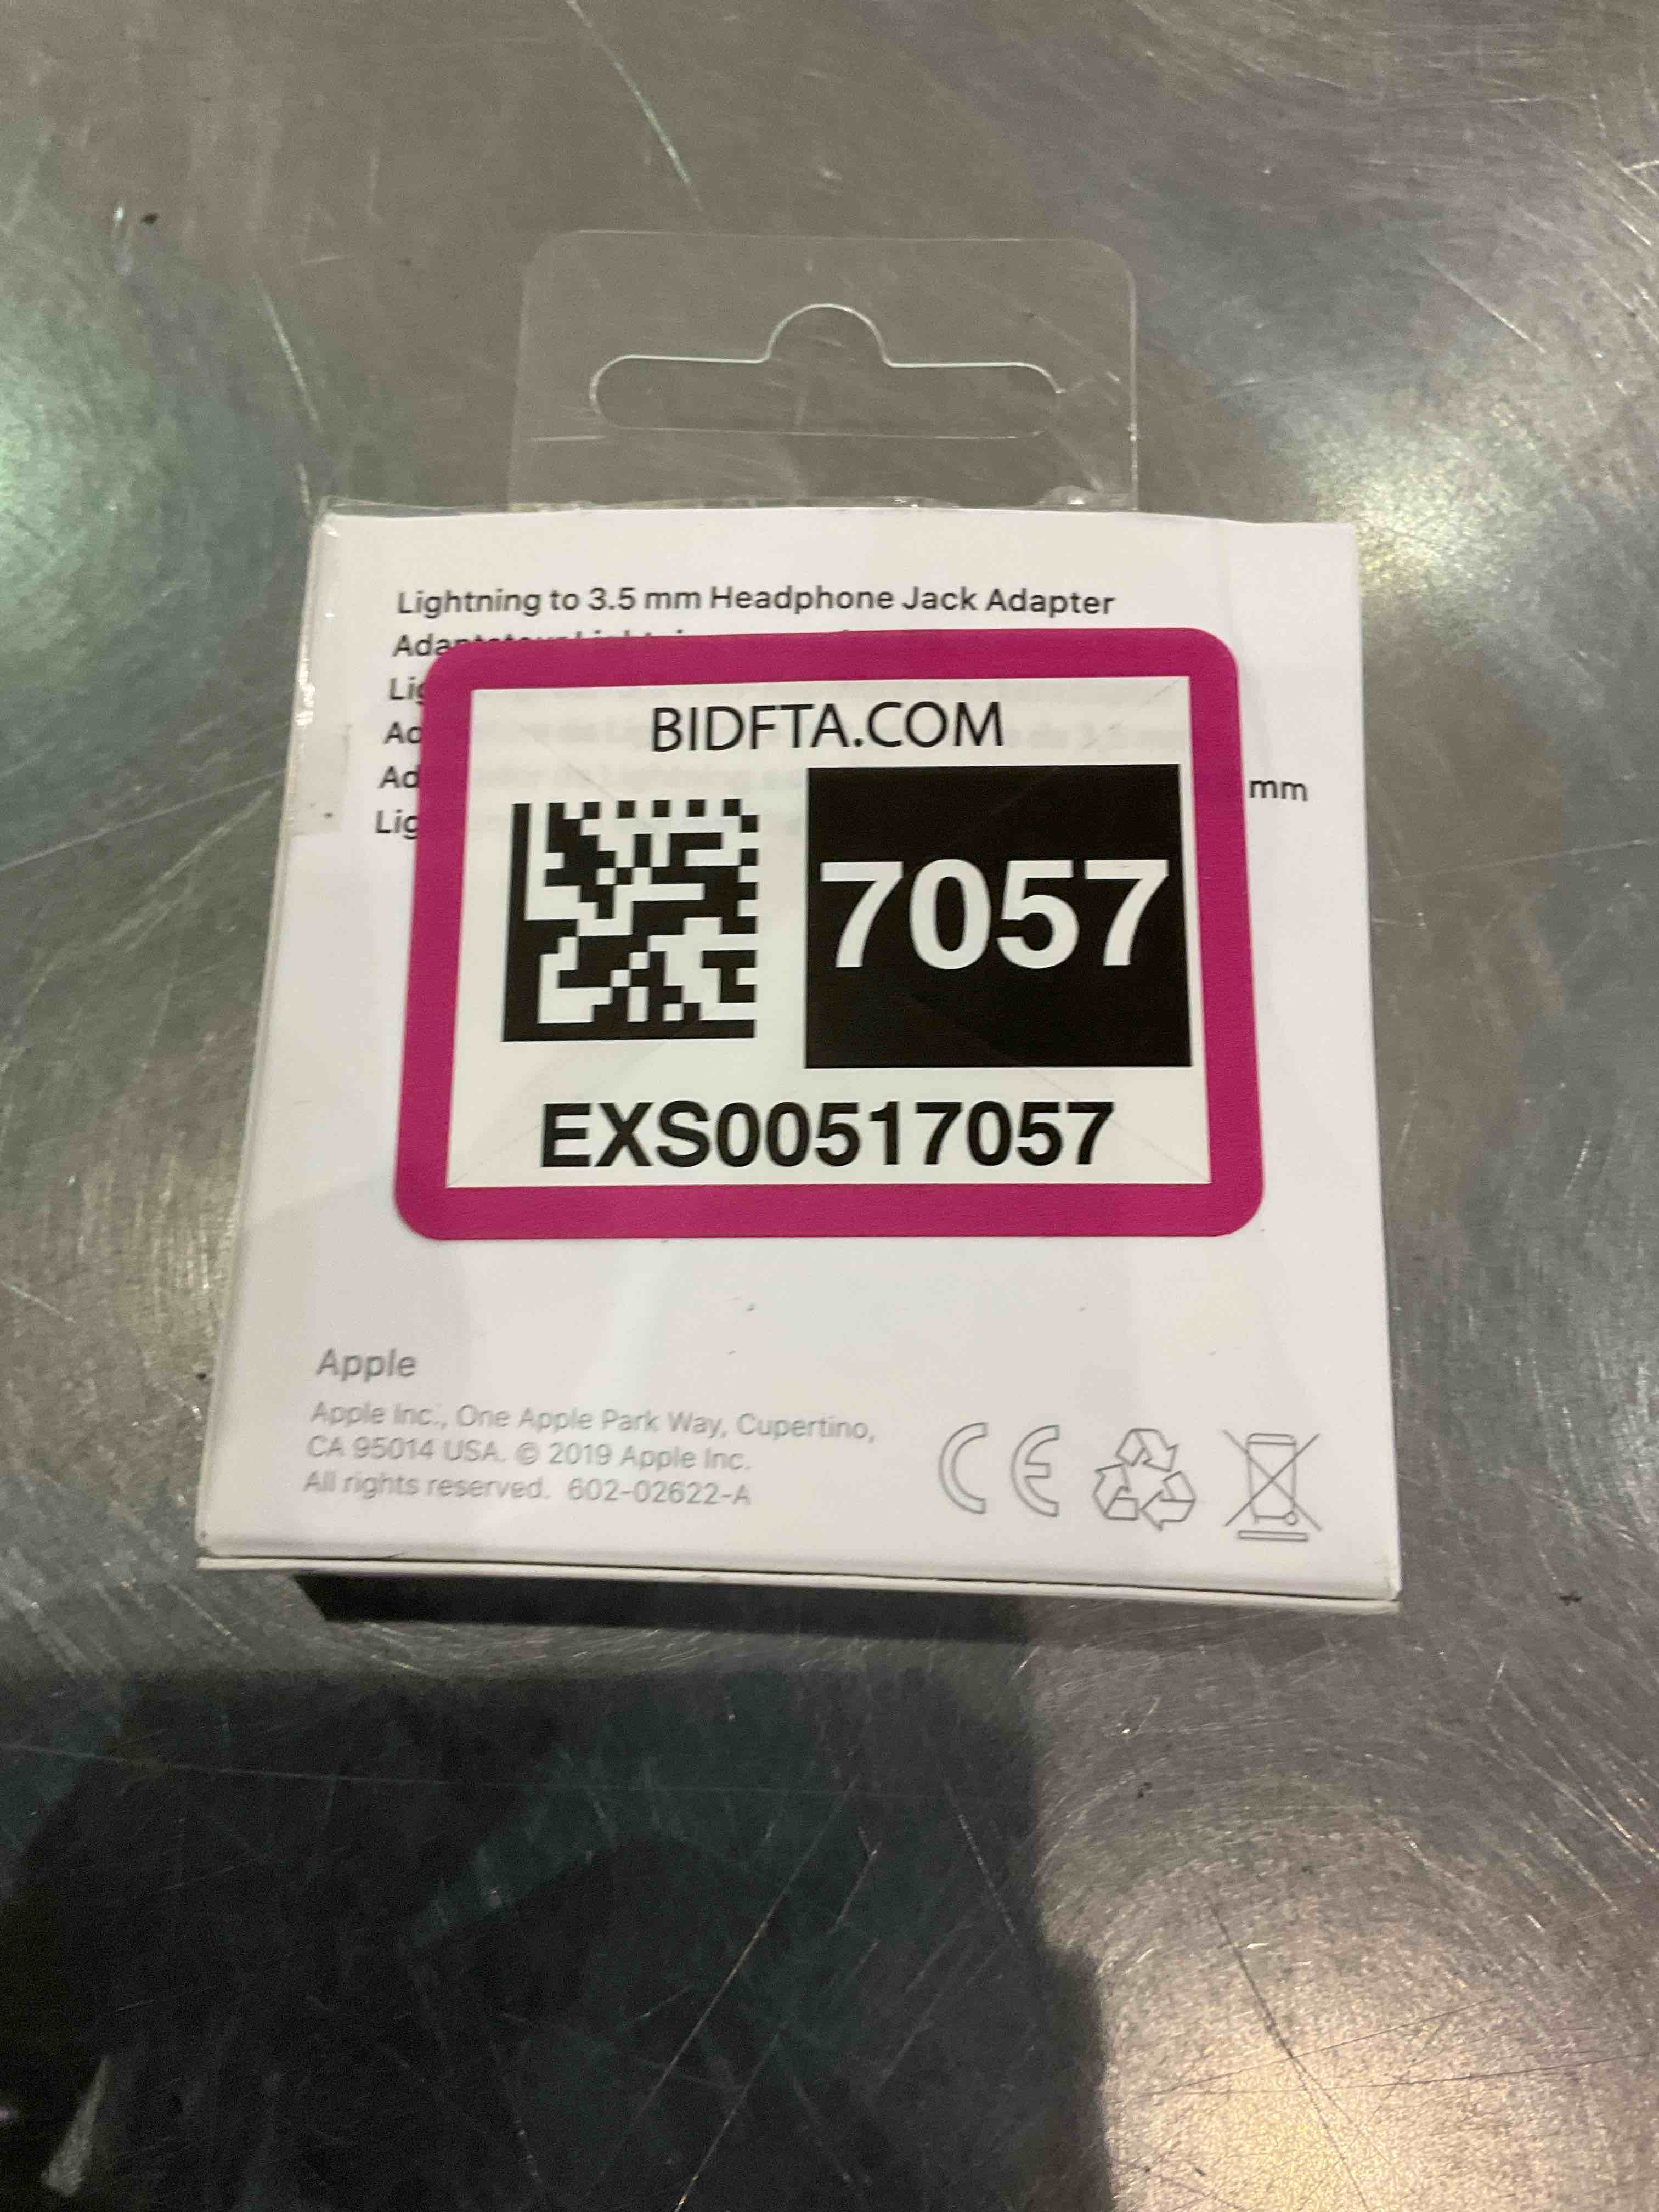 Lightning to 3.5 mm Headphone Jack Adapter
mm
BIDFTA.COM
7057
EXS00517057
Apple
Apple Inc., One Apple Park Way, Cupertino,
CA 95014 USA. © 2019 Apple Inc.
All rights reserved. 602-02622-A
CE